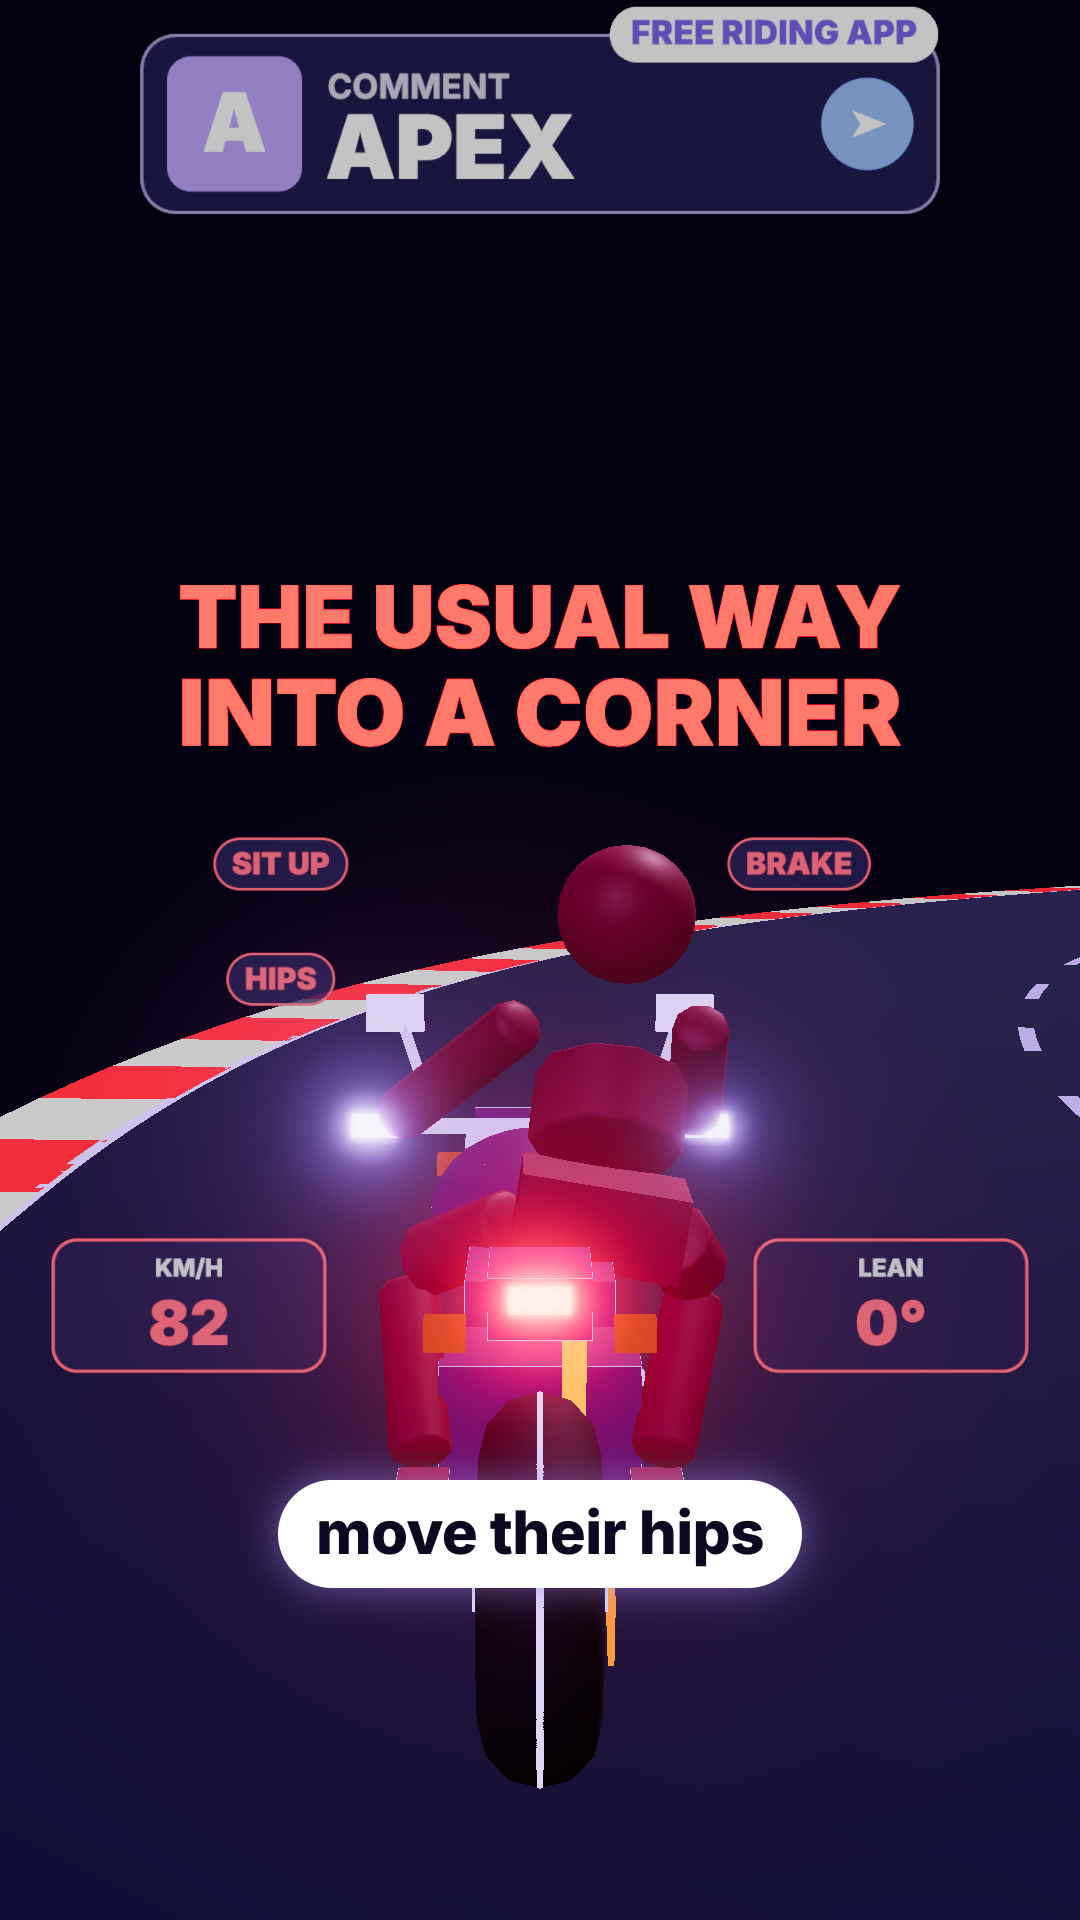 FREE RIDING APP
A
COMMENT
APEX
THE USUAL WAY
INTO A CORNER
SIT UP
BRAKE
HIPS
KM/H
82
LEAN
0°
move their hips